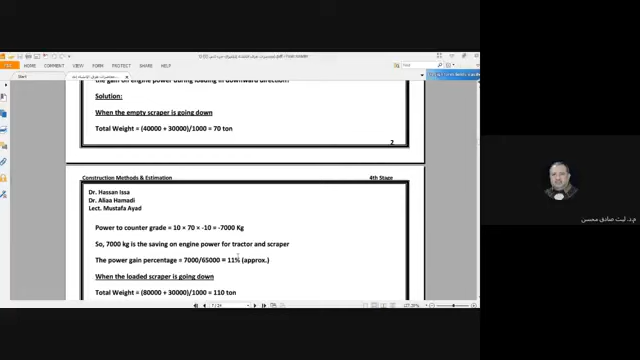 FILE HOME COMMENT VIEW FORM PROTECT SHARE HELP
Start
the gain on engine power during loading in downward direction?
Solution:
When the empty scraper is going down
Total Weight = (40000 + 30000)/1000 = 70 ton
2
Construction Methods & Estimation 4th Stage
Dr. Hassan Issa
Dr. Aliaa Hamadi
Lect. Mustafa Ayad
Power to counter grade = 10 × 70 × -10 = -7000 Kg
So, 7000 kg is the saving on engine power for tractor and scraper
The power gain percentage = 7000/65000 = 11% (approx.)
When the loaded scraper is going down
Total Weight = (80000 + 30000)/1000 = 110 ton
7 / 24
م.د. ليث صادق محسن